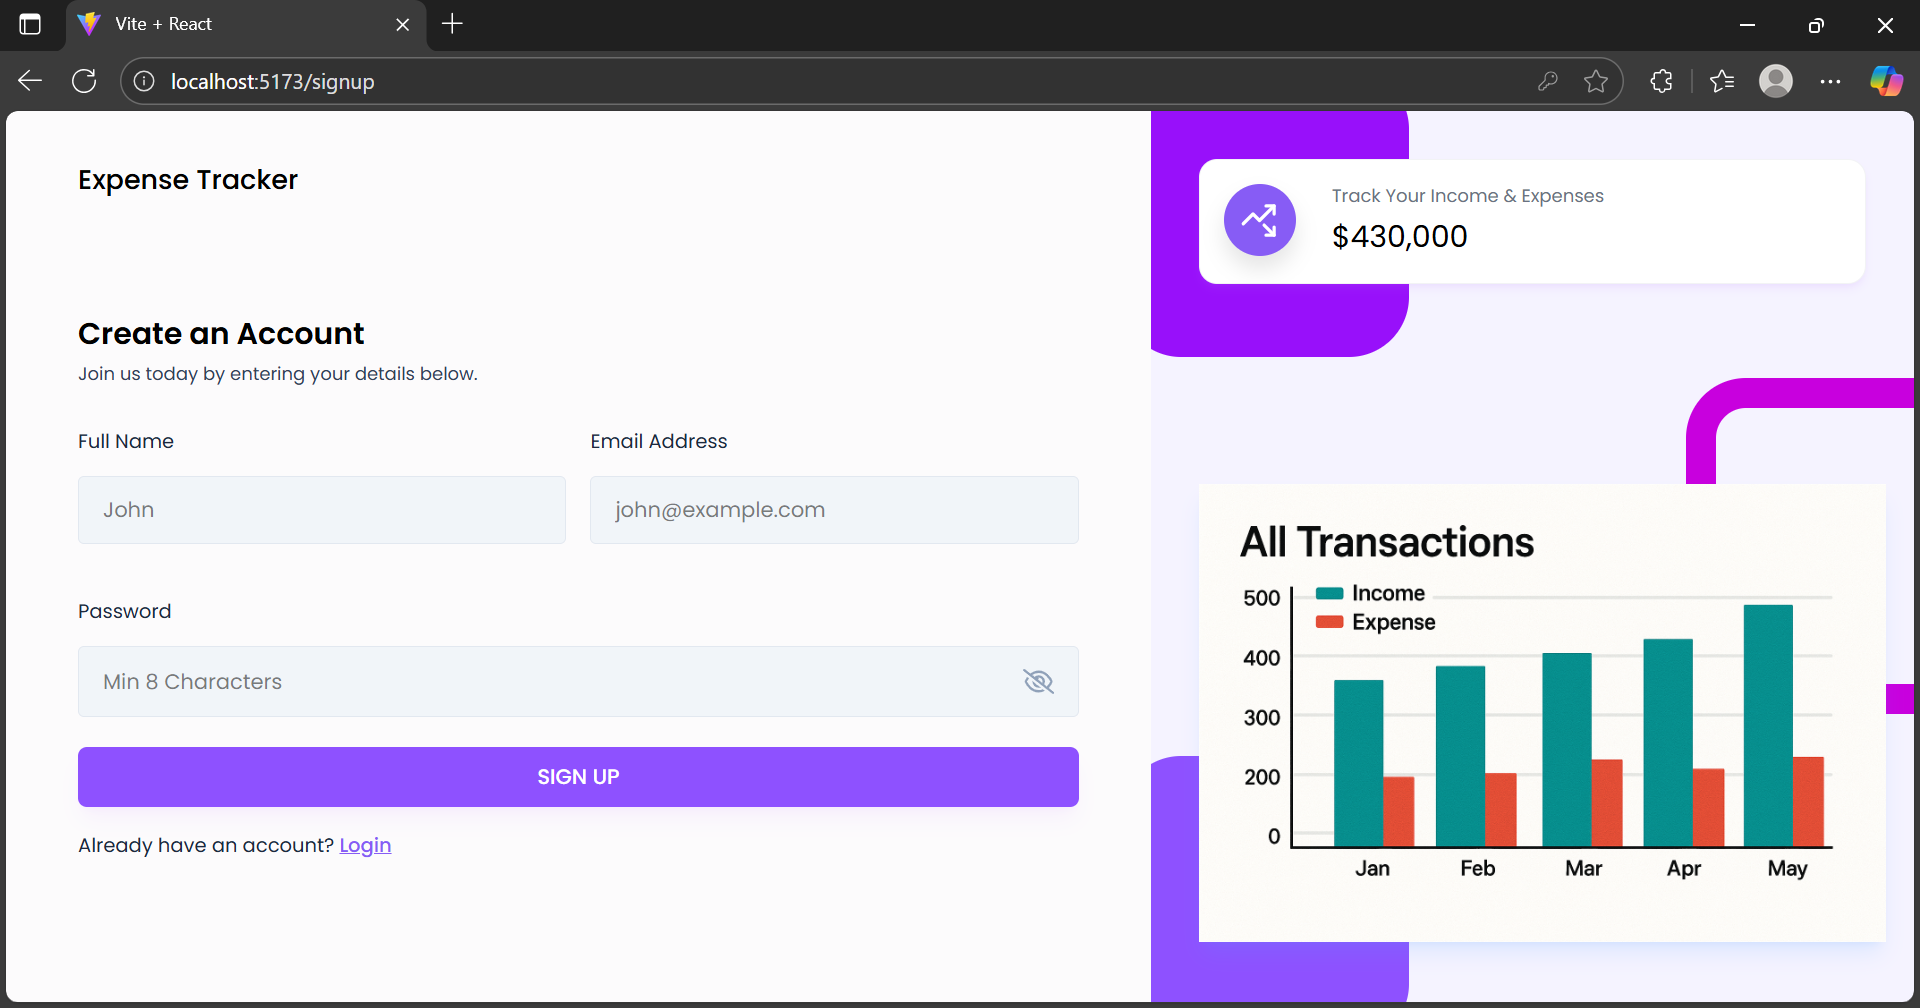 Vite + React
localhost:5173/signup
Expense Tracker
Create an Account
Join us today by entering your details below.
Full Name
Email Address
John
john@example.com
Password
Min 8 Characters
SIGN UP
Already have an account? Login
Track Your Income & Expenses
$430,000
All Transactions
Income
Expense
500
400
300
200
0
Jan Feb Mar Apr May